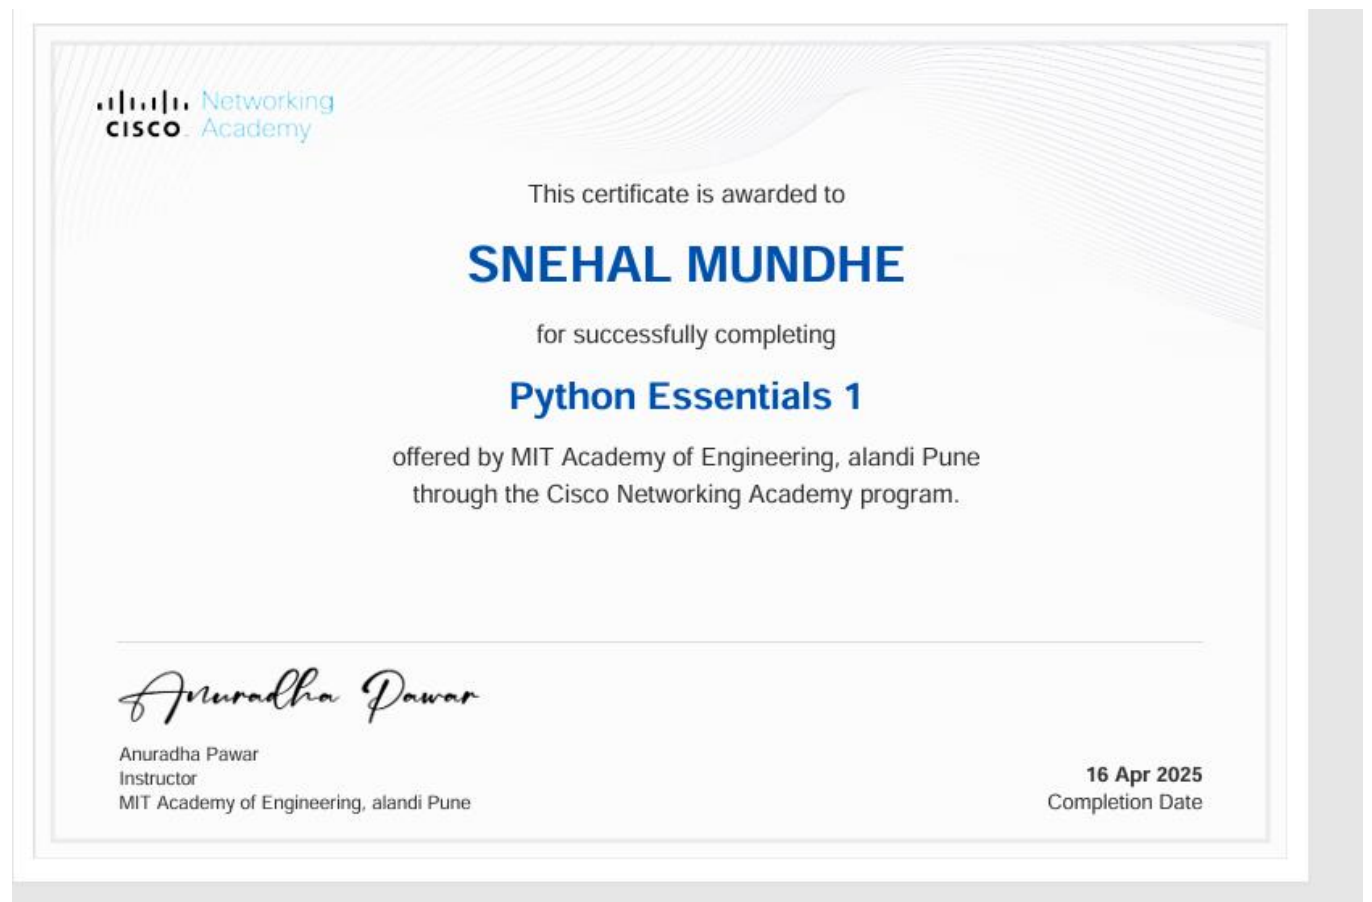 Networking
CISCO Academy
This certificate is awarded to
SNEHAL MUNDHE
for successfully completing
Python Essentials 1
offered by MIT Academy of Engineering, alandi Pune
through the Cisco Networking Academy program.
Anuradha Pawar
Anuradha Pawar
Instructor
MIT Academy of Engineering, alandi Pune
16 Apr 2025
Completion Date